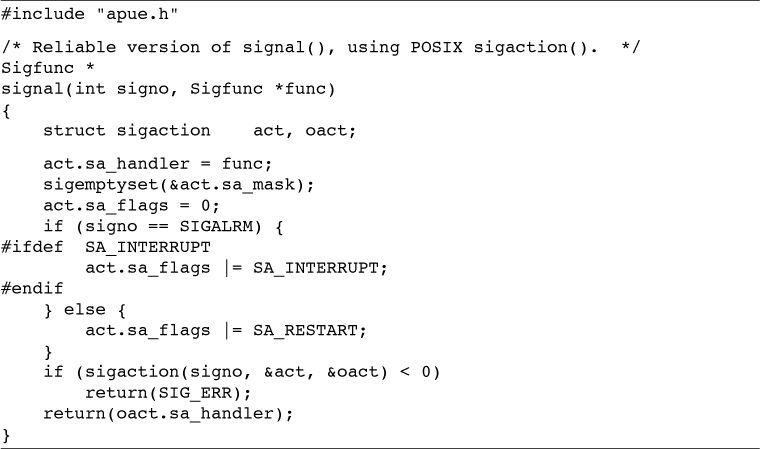 #include "apue.h"
/* Reliable version of signal(), using POSIX sigaction().  */
Sigfunc *
signal(int signo, Sigfunc *func)
{
    struct sigaction    act, oact;
    act.sa_handler = func;
    sigemptyset(&act.sa_mask);
    act.sa_flags = 0;
    if (signo == SIGALRM) {
#ifdef  SA_INTERRUPT
        act.sa_flags |= SA_INTERRUPT;
#endif
    } else {
        act.sa_flags |= SA_RESTART;
    }
    if (sigaction(signo, &act, &oact) < 0)
        return(SIG_ERR);
    return(oact.sa_handler);
}